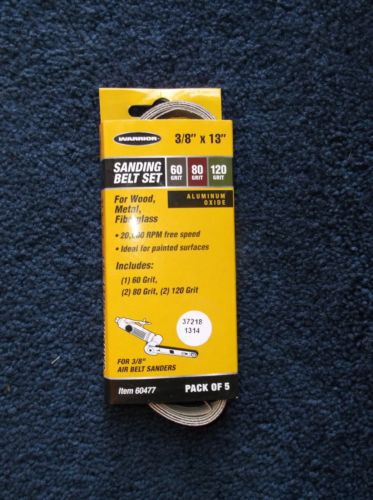 WARRIOR
3/8" x 13"
SANDING BELT SET
60 GRIT
80 GRIT
120 GRIT
ALUMINUM OXIDE
For Wood,
Metal,
Fiberglass
• 20,000 RPM free speed
• Ideal for painted surfaces
Includes:
(1) 60 Grit,
(2) 80 Grit, (2) 120 Grit
37218
1314
FOR 3/8"
AIR BELT SANDERS
Item 60477
PACK OF 5